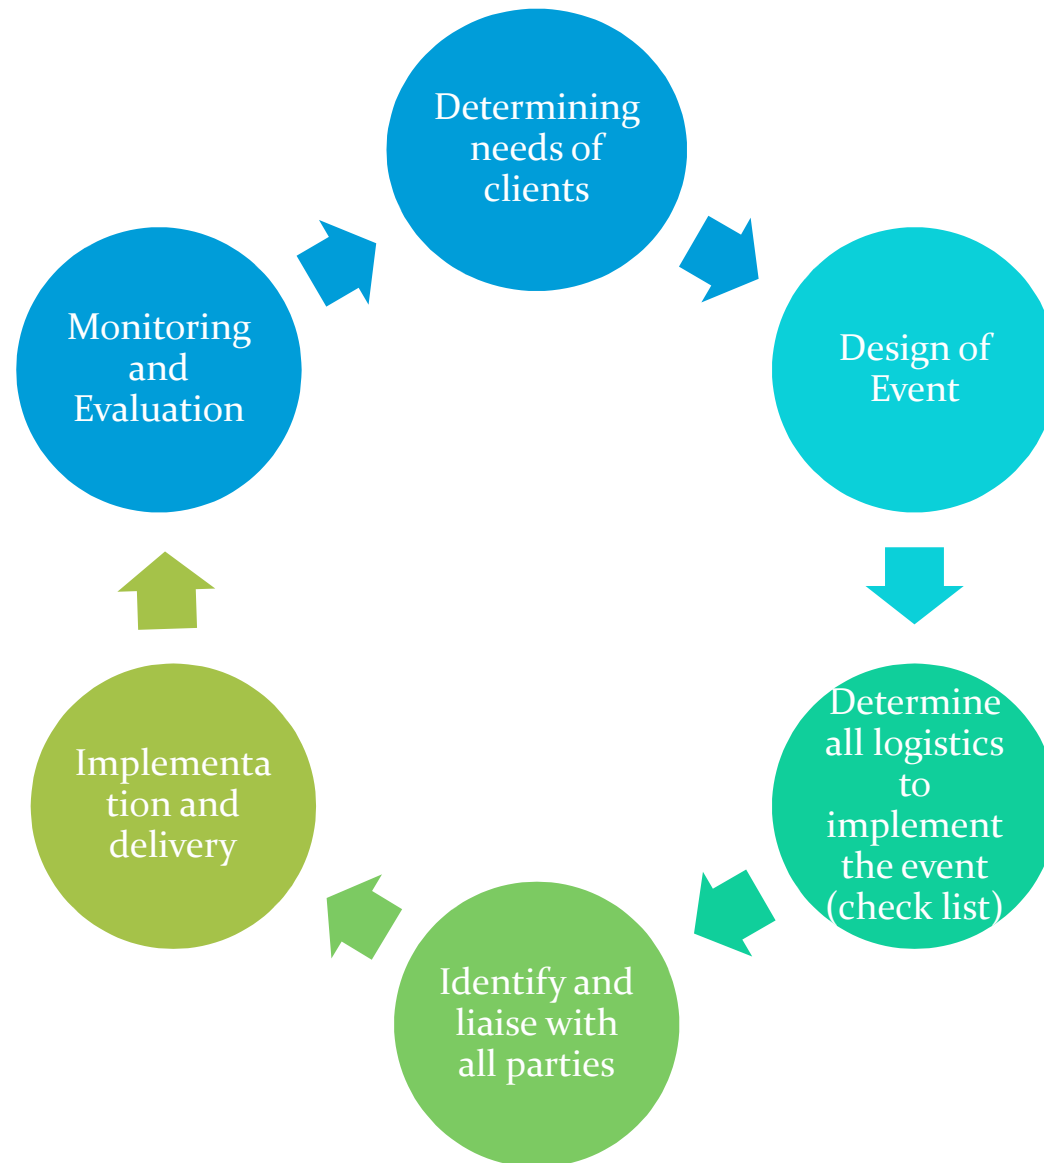 Determining
needs of
clients
Design of
Event
Determine
all logistics
to
implement
the event
(check list)
Identify and
liaise with
all parties
Implementa
tion and
delivery
Monitoring
and
Evaluation